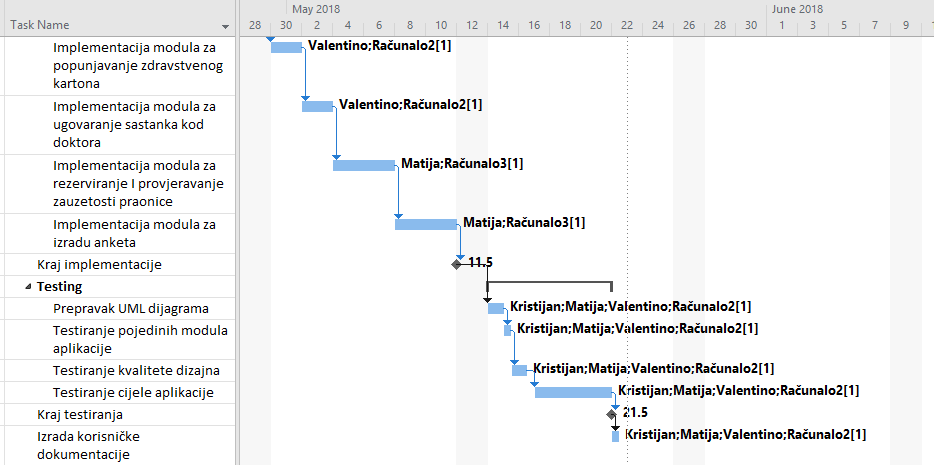 May 2018
June 2018
Task Name
28 30 2 4 6 8 10 12 14 16 18 20 22 24 26 28 30 1 3 5 7 9 11 1
Implementacija modula za
popunjavanje zdravstvenog
kartona
Valentino;Računalo2[1]
Implementacija modula za
ugovaranje sastanka kod
doktora
Valentino;Računalo2[1]
Implementacija modula za
rezerviranje I provjeravanje
zauzetosti praonice
Matija;Računalo3[1]
Implementacija modula za
izradu anketa
Matija;Računalo3[1]
Kraj implementacije
11.5
Testing
Prepravak UML dijagrama
Kristijan;Matija;Valentino;Računalo2[1]
Testiranje pojedinih modula
aplikacije
Kristijan;Matija;Valentino;Računalo2[1]
Testiranje kvalitete dizajna
Kristijan;Matija;Valentino;Računalo2[1]
Testiranje cijele aplikacije
Kristijan;Matija;Valentino;Računalo2[1]
Kraj testiranja
21.5
Izrada korisničke
dokumentacije
Kristijan;Matija;Valentino;Računalo2[1]